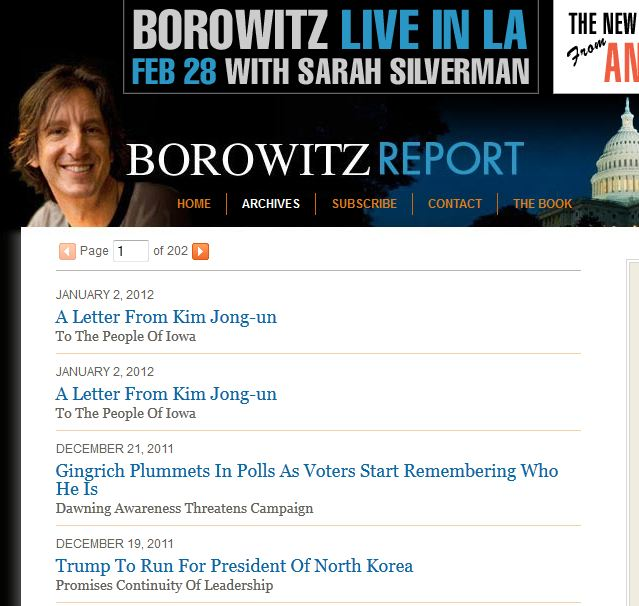 BOROWITZ LIVE IN LA
FEB 28 WITH SARAH SILVERMAN
THE NEW
From
AN
BOROWITZ REPORT
HOME
ARCHIVES
SUBSCRIBE
CONTACT
THE BOOK
Page 1 of 202
JANUARY 2, 2012
A Letter From Kim Jong-un
To The People Of Iowa
JANUARY 2, 2012
A Letter From Kim Jong-un
To The People Of Iowa
DECEMBER 21, 2011
Gingrich Plummets In Polls As Voters Start Remembering Who
He Is
Dawning Awareness Threatens Campaign
DECEMBER 19, 2011
Trump To Run For President Of North Korea
Promises Continuity Of Leadership